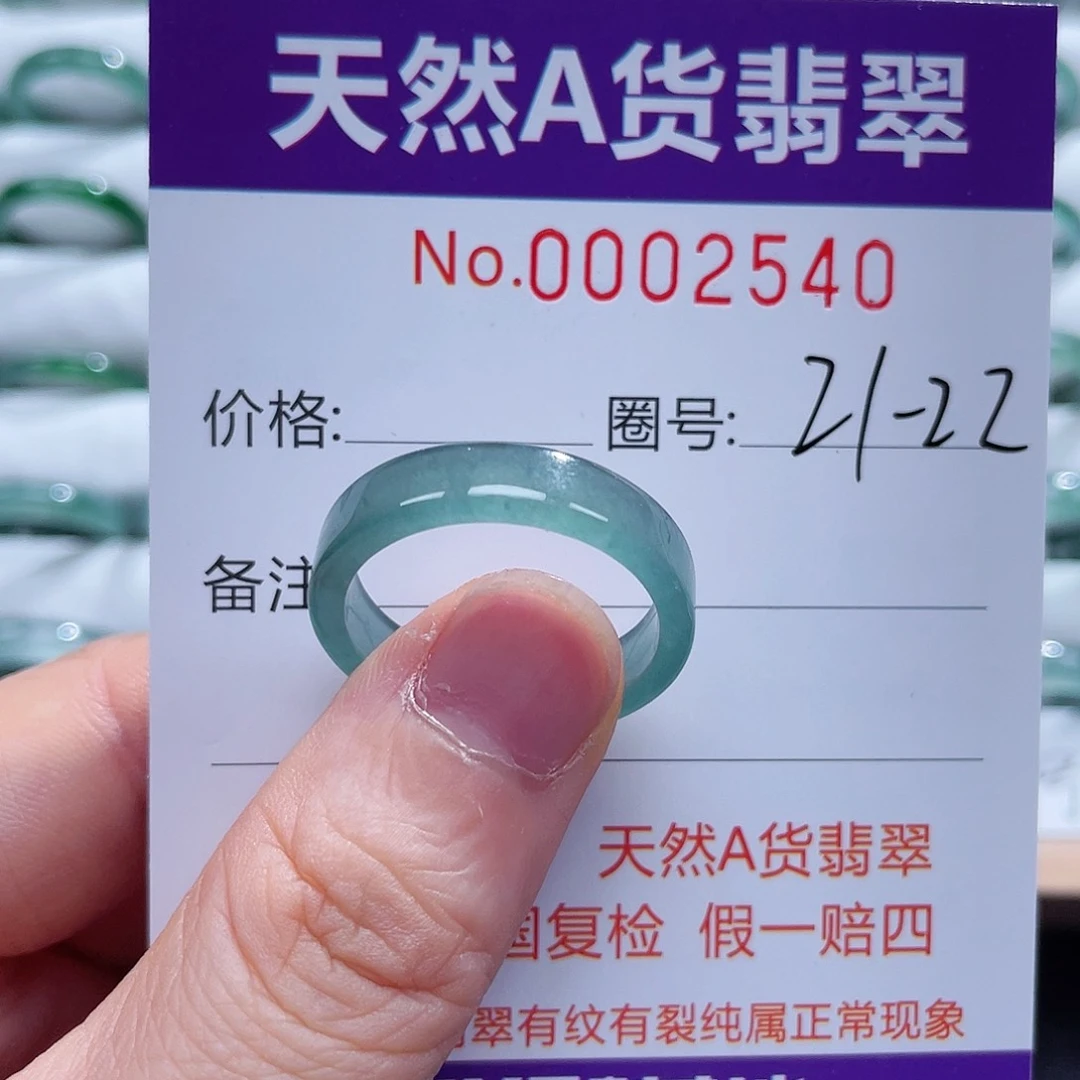 天然A货翡翠
No.0002540
价格: 圈号: 21-22
备注
天然A货翡翠
国复检 假一赔四
翠有纹有裂纯属正常现象